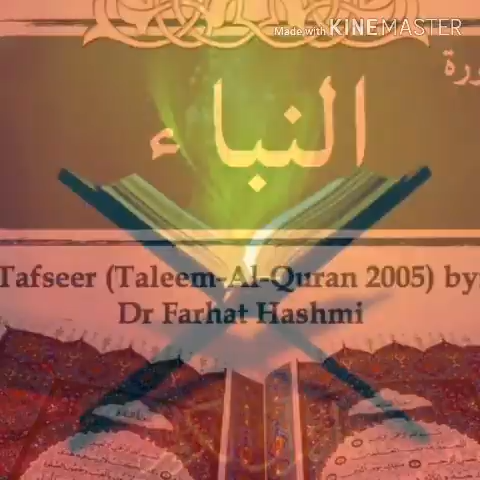 Made with KINEMASTER
سورة
النباء
Tafseer (Taleem-Al-Quran 2005) by:
Dr Farhat Hashmi